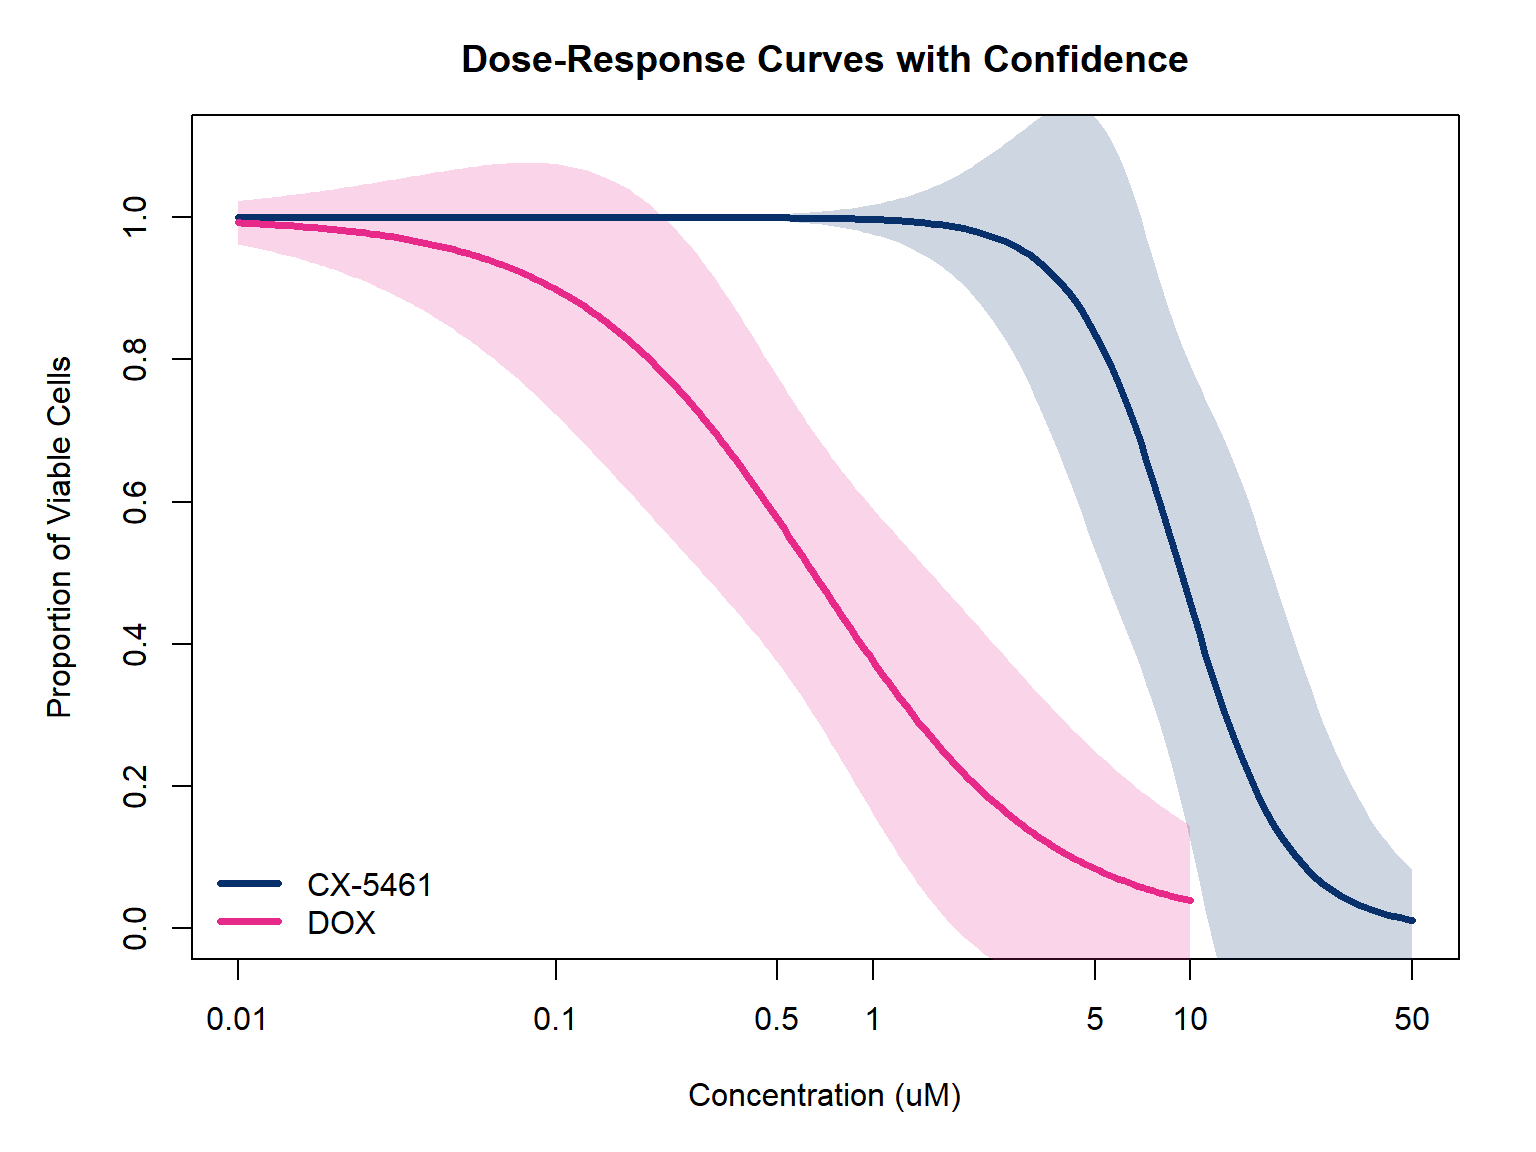 Dose-Response Curves with Confidence
Proportion of Viable Cells
1.0
0.8
0.6
0.4
0.2
0.0
CX-5461
DOX
0.01 0.1 0.5 1 5 10 50
Concentration (uM)